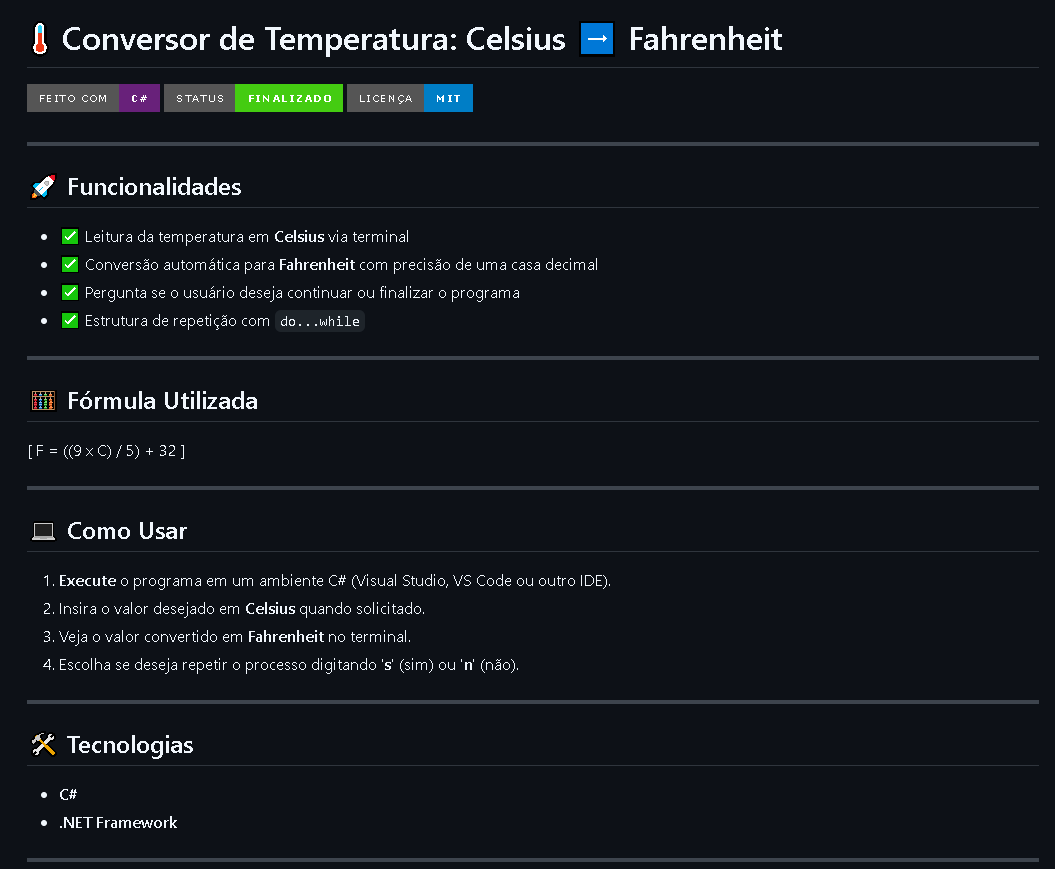 🌡️ Conversor de Temperatura: Celsius ➡️ Fahrenheit
FEITO COM C# STATUS FINALIZADO LICENÇA MIT
🚀 Funcionalidades
• ✅ Leitura da temperatura em Celsius via terminal
• ✅ Conversão automática para Fahrenheit com precisão de uma casa decimal
• ✅ Pergunta se o usuário deseja continuar ou finalizar o programa
• ✅ Estrutura de repetição com do...while
🧮 Fórmula Utilizada
[ F = ((9 x C) / 5) + 32 ]
💻 Como Usar
1. Execute o programa em um ambiente C# (Visual Studio, VS Code ou outro IDE).
2. Insira o valor desejado em Celsius quando solicitado.
3. Veja o valor convertido em Fahrenheit no terminal.
4. Escolha se deseja repetir o processo digitando 's' (sim) ou 'n' (não).
🛠️ Tecnologias
• C#
• .NET Framework